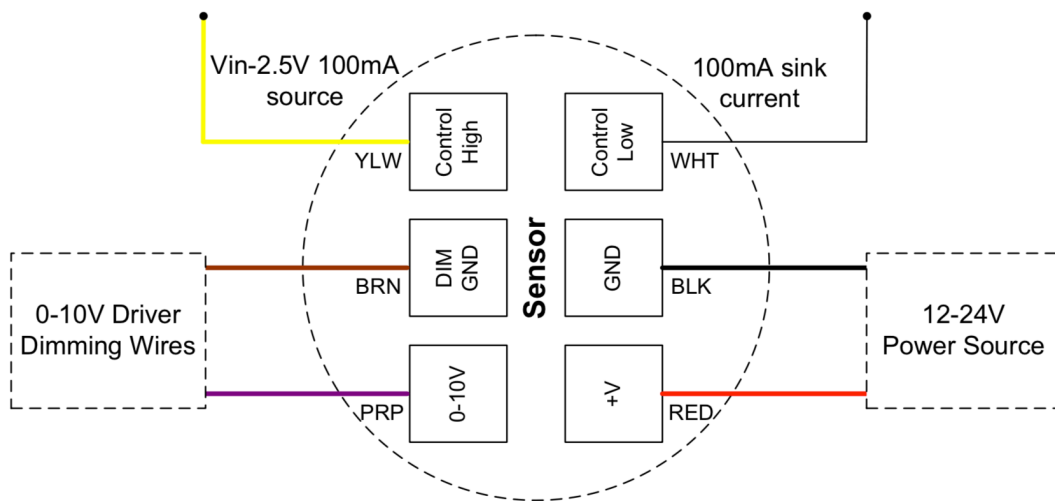 Vin-2.5V 100mA
source
100mA sink
current
Control
High
Control
Low
YLW
WHT
Sensor
DIM
GND
GND
BRN
BLK
0-10V Driver
Dimming Wires
12-24V
Power Source
0-10V
+V
PRP
RED